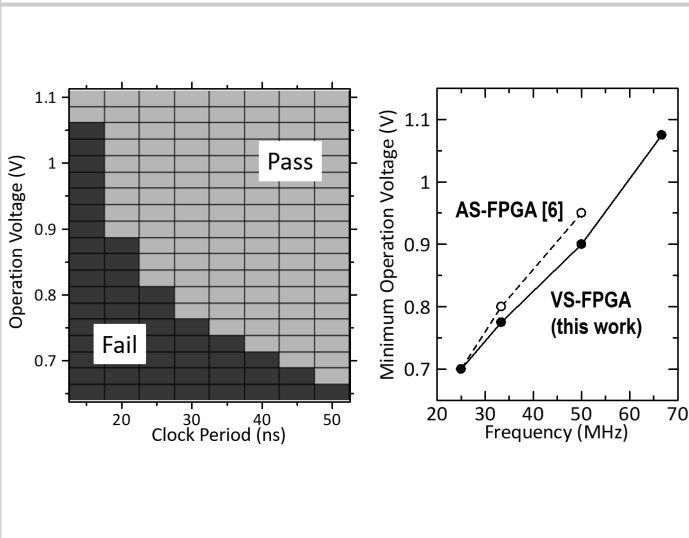 1.1
1
0.9
0.8
0.7
Operation Voltage (V)
Pass
Fail
20 30 40 50
Clock Period (ns)
1.1
1
0.9
0.8
0.7
Minimum Operation Voltage (V)
AS-FPGA [6]
VS-FPGA
(this work)
20 30 40 50 60 70
Frequency (MHz)